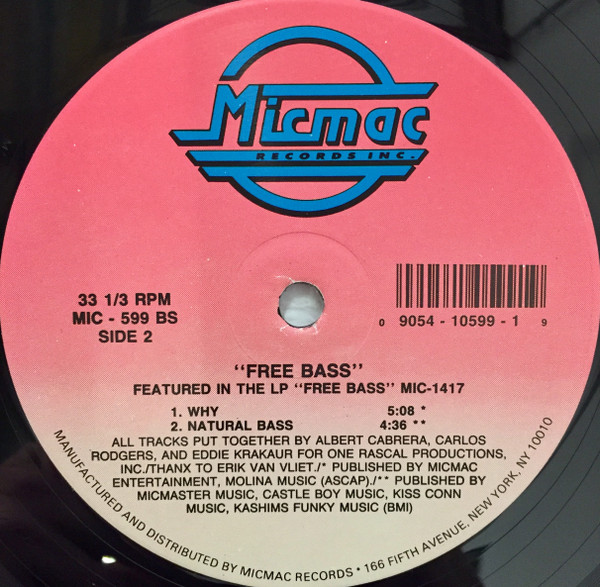 Micmac
RECORDS INC.
33 1/3 RPM
MIC - 599 BS
SIDE 2
0 9054 - 10599 - 1 9
"FREE BASS"
FEATURED IN THE LP "FREE BASS" MIC-1417
1. WHY 5:08 *
2. NATURAL BASS 4:36 **
ALL TRACKS PUT TOGETHER BY ALBERT CABRERA, CARLOS
RODGERS, AND EDDIE KRAKAUR FOR ONE RASCAL PRODUCTIONS,
INC./THANX TO ERIK VAN VLIET./* PUBLISHED BY MICMAC
ENTERTAINMENT, MOLINA MUSIC (ASCAP)./** PUBLISHED BY
MICMASTER MUSIC, CASTLE BOY MUSIC, KISS CONN
MUSIC, KASHIMS FUNKY MUSIC (BMI)
MANUFACTURED AND DISTRIBUTED BY MICMAC RECORDS • 166 FIFTH AVENUE, NEW YORK, NY 10010